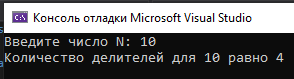 Консоль отладки Microsoft Visual Studio
Введите число N: 10
Количество делителей для 10 равно 4